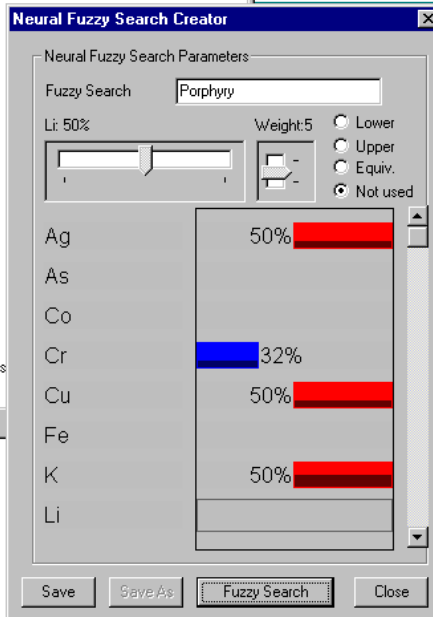 Neural Fuzzy Search Creator
Neural Fuzzy Search Parameters
Fuzzy Search Porphyry
Li: 50% Weight:5 Lower
Upper
Equiv.
Not used
Ag 50%
As
Co
Cr 32%
Cu 50%
Fe
K 50%
Li
Save Save As Fuzzy Search Close
s